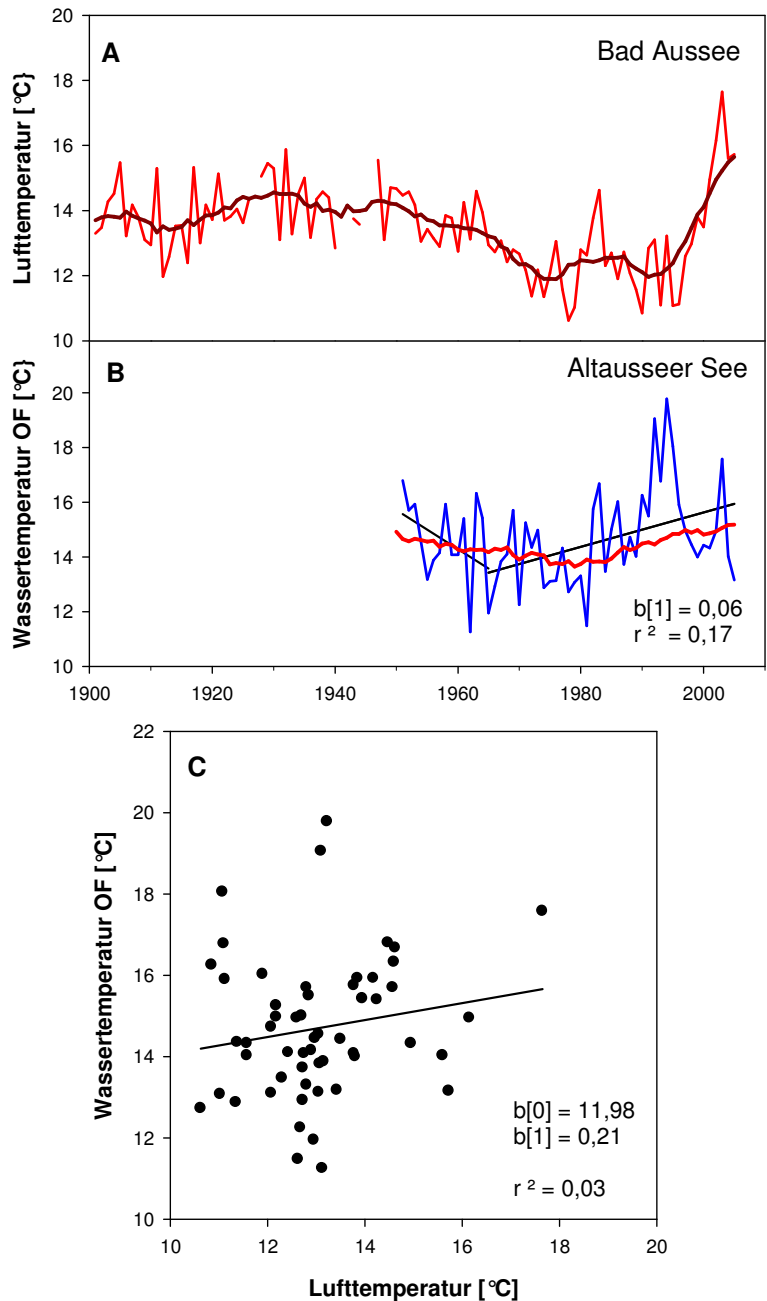 20
A
Bad Aussee
18
16
14
12
10
Lufttemperatur [°C}
B
Altausseer See
20
18
16
14
12
10
Wassertemperatur OF [°C}
b[1] = 0,06
r ² = 0,17
1900 1920 1940 1960 1980 2000
22
C
20
18
16
14
12
10
Wassertemperatur OF [°C]
b[0] = 11,98
b[1] = 0,21
r ² = 0,03
10 12 14 16 18 20
Lufttemperatur [°C]